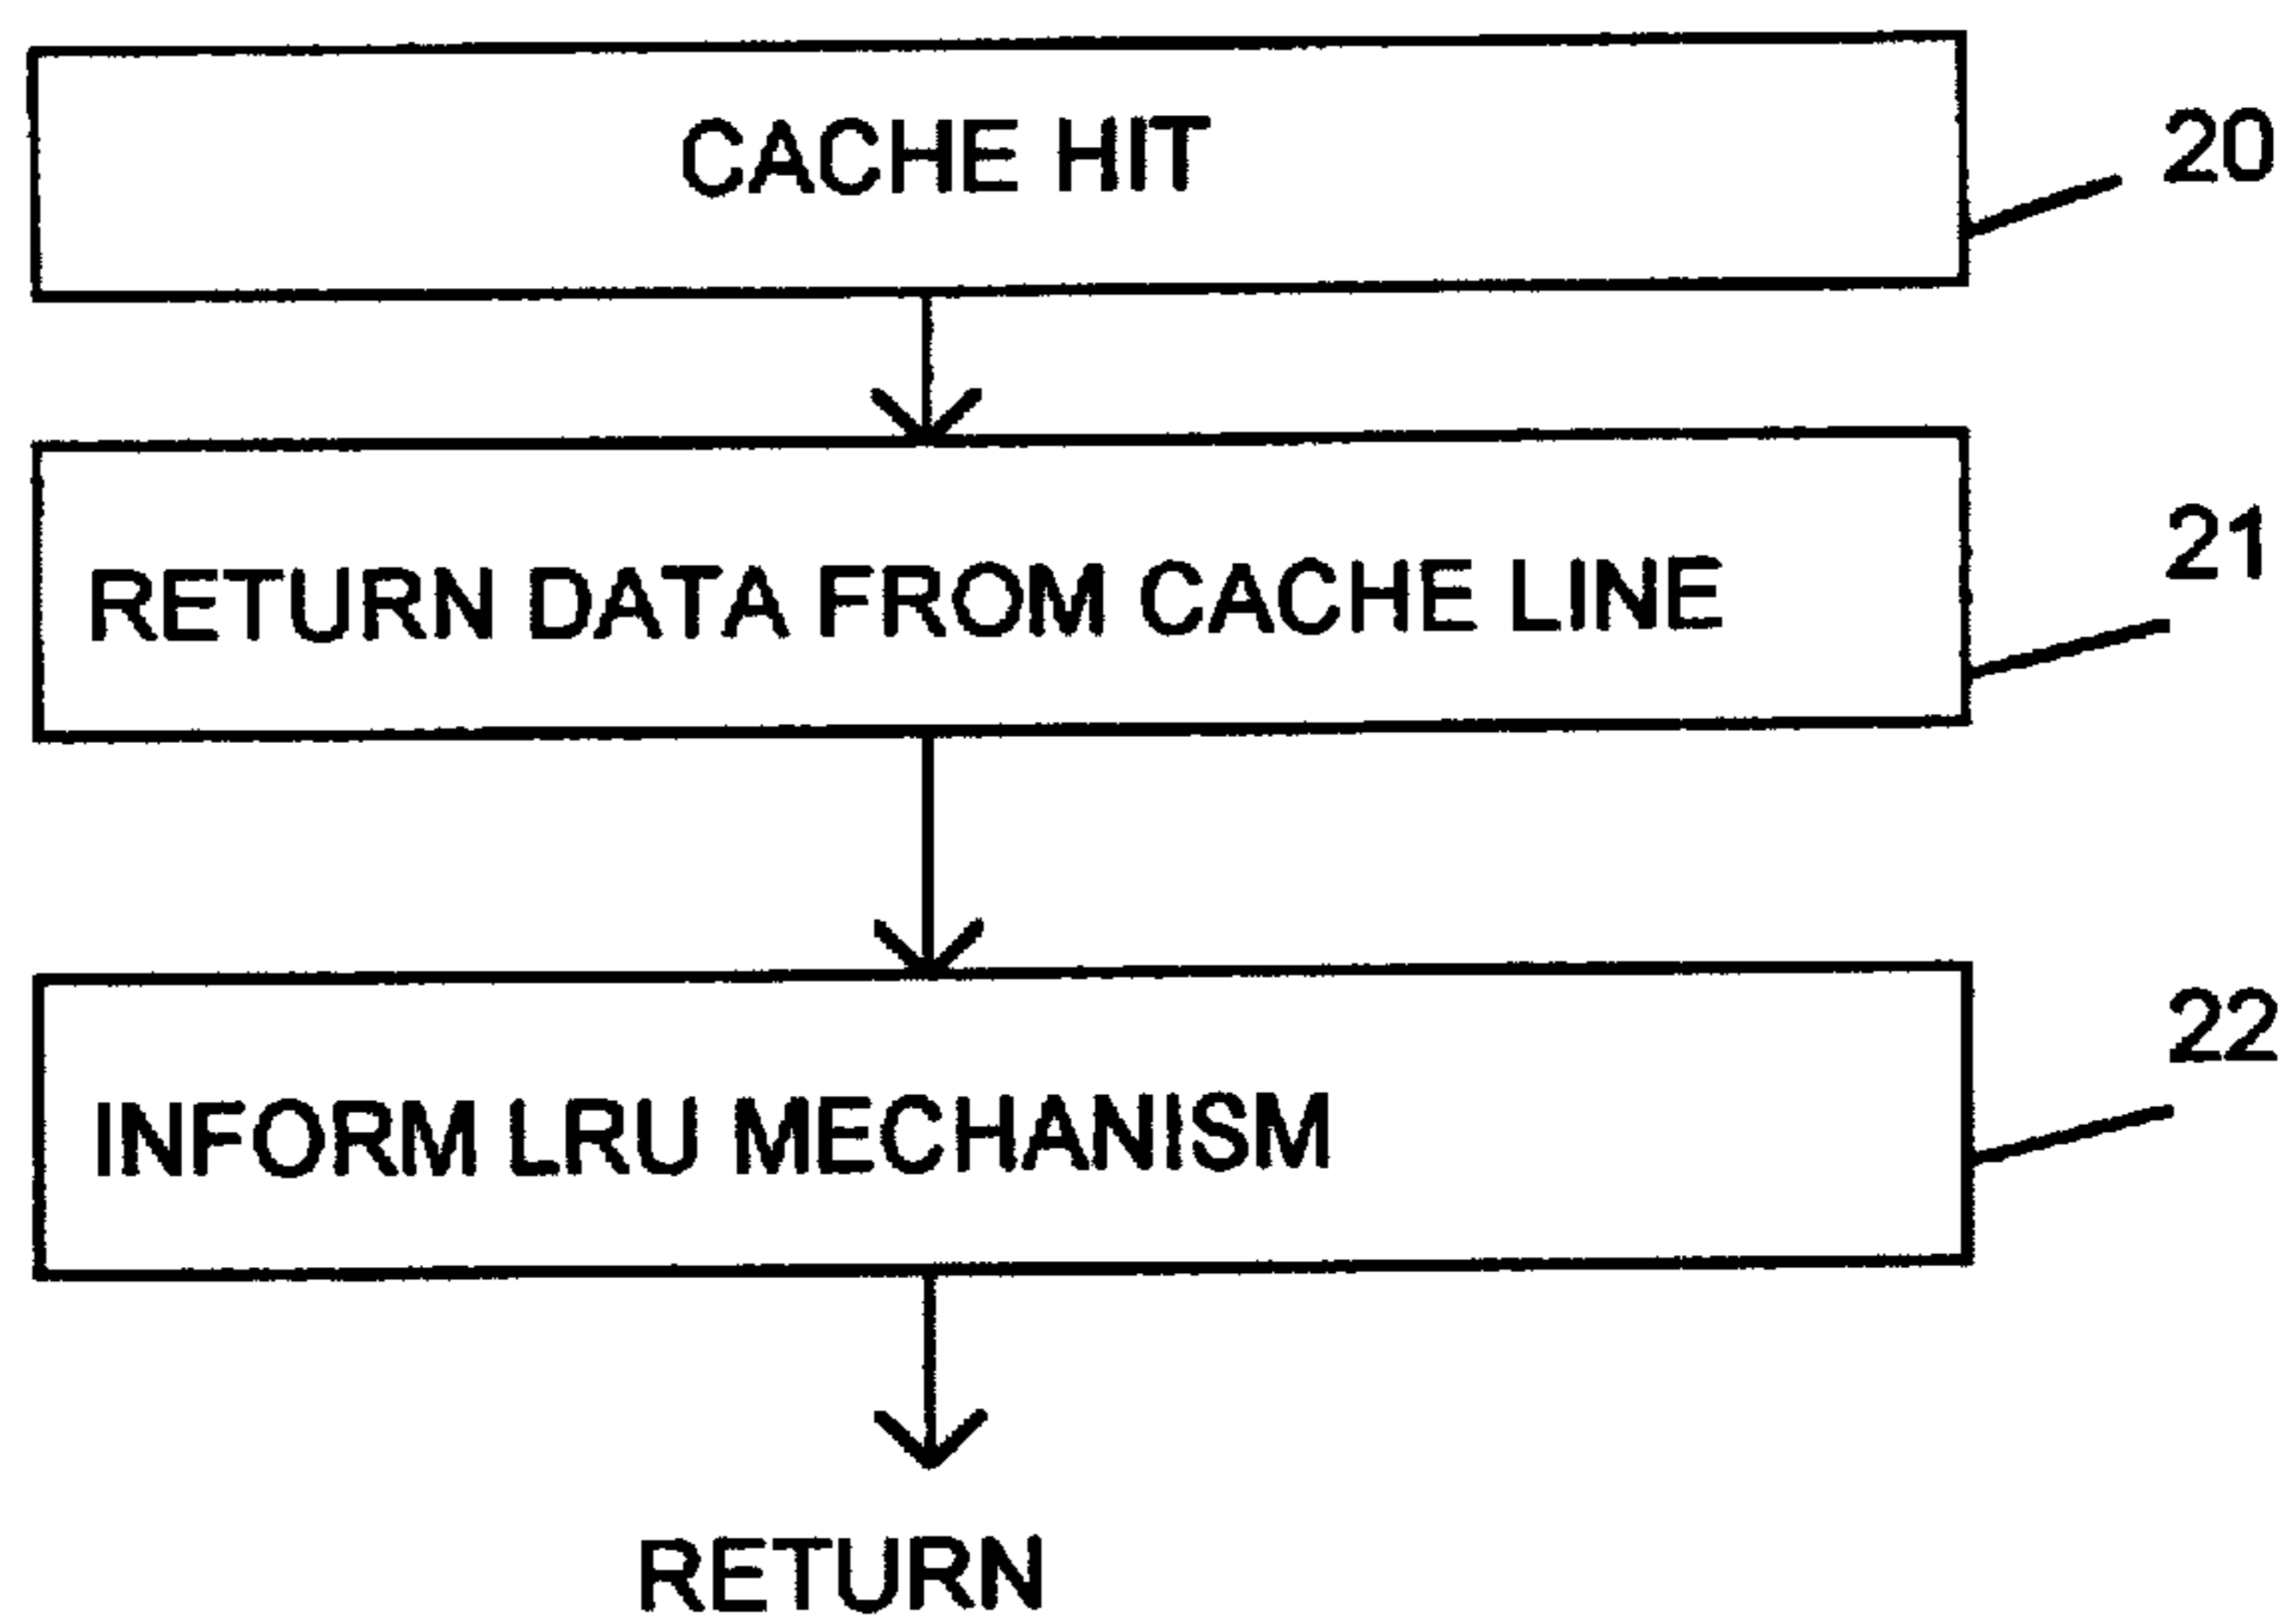 CACHE HIT
20
RETURN DATA FROM CACHE LINE
21
INFORM LRU MECHANISM
22
RETURN